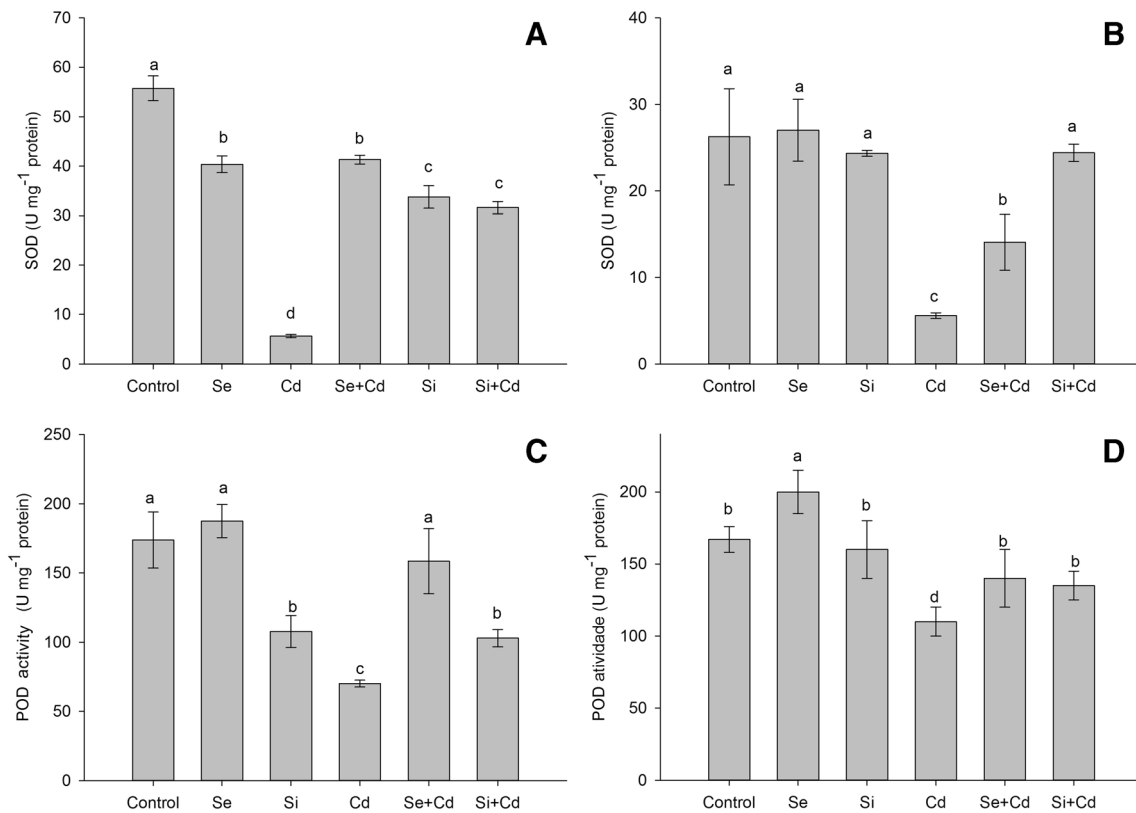 A
SOD (U mg⁻¹ protein)
70
60
50
40
30
20
10
0
a
b
d
b
c
c
Control Se Cd Se+Cd Si Si+Cd
B
SOD (U mg⁻¹ protein)
40
30
20
10
0
a
a
a
c
b
a
Control Se Si Cd Se+Cd Si+Cd
C
POD activity (U mg⁻¹ protein)
250
200
150
100
50
0
a
a
b
c
a
b
Control Se Si Cd Se+Cd Si+Cd
D
POD atividade (U mg⁻¹ protein)
200
150
100
50
0
b
a
b
d
b
b
Control Se Si Cd Se+Cd Si+Cd